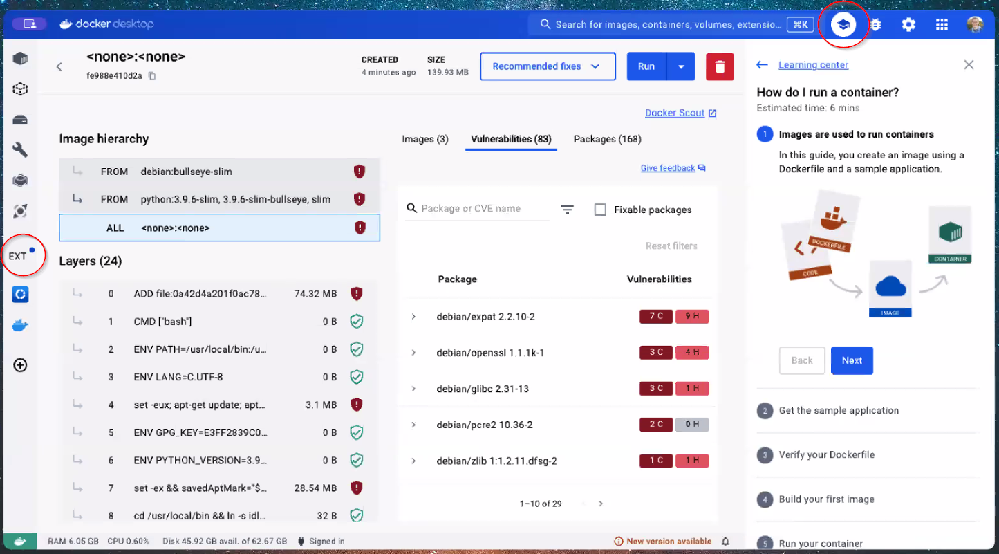 docker desktop
Search for images, containers, volumes, extensio...
⌘K
<none>:<none>
fe988e410d2a
CREATED
4 minutes ago
SIZE
139.93 MB
Recommended fixes
Run
Docker Scout
Image hierarchy
FROM debian:bullseye-slim
FROM python:3.9.6-slim, 3.9.6-slim-bullseye, slim
ALL <none>:<none>
EXT
Layers (24)
0 ADD file:0a42d4a201f0ac78... 74.32 MB
1 CMD ["bash"] 0 B
2 ENV PATH=/usr/local/bin:/u... 0 B
3 ENV LANG=C.UTF-8 0 B
4 set -eux; apt-get update; apt... 3.1 MB
5 ENV GPG_KEY=E3FF2839C0... 0 B
6 ENV PYTHON_VERSION=3.9... 0 B
7 set -ex && savedAptMark="$... 28.54 MB
8 cd /usr/local/bin && ln -s idl... 32 B
Images (3) Vulnerabilities (83) Packages (168)
Give feedback
Package or CVE name
Fixable packages
Reset filters
Package Vulnerabilities
debian/expat 2.2.10-2 7 C 9 H
debian/openssl 1.1.1k-1 3 C 4 H
debian/glibc 2.31-13 3 C 1 H
debian/pcre2 10.36-2 2 C 0 H
debian/zlib 1:1.2.11.dfsg-2 1 C 1 H
1–10 of 29
Learning center
How do I run a container?
Estimated time: 6 mins
1 Images are used to run containers
In this guide, you create an image using a
Dockerfile and a sample application.
DOCKERFILE
CODE
CONTAINER
IMAGE
Back Next
2 Get the sample application
3 Verify your Dockerfile
4 Build your first image
5 Run your container
RAM 6.05 GB CPU 0.60% Disk 45.92 GB avail. of 62.67 GB Signed in
New version available